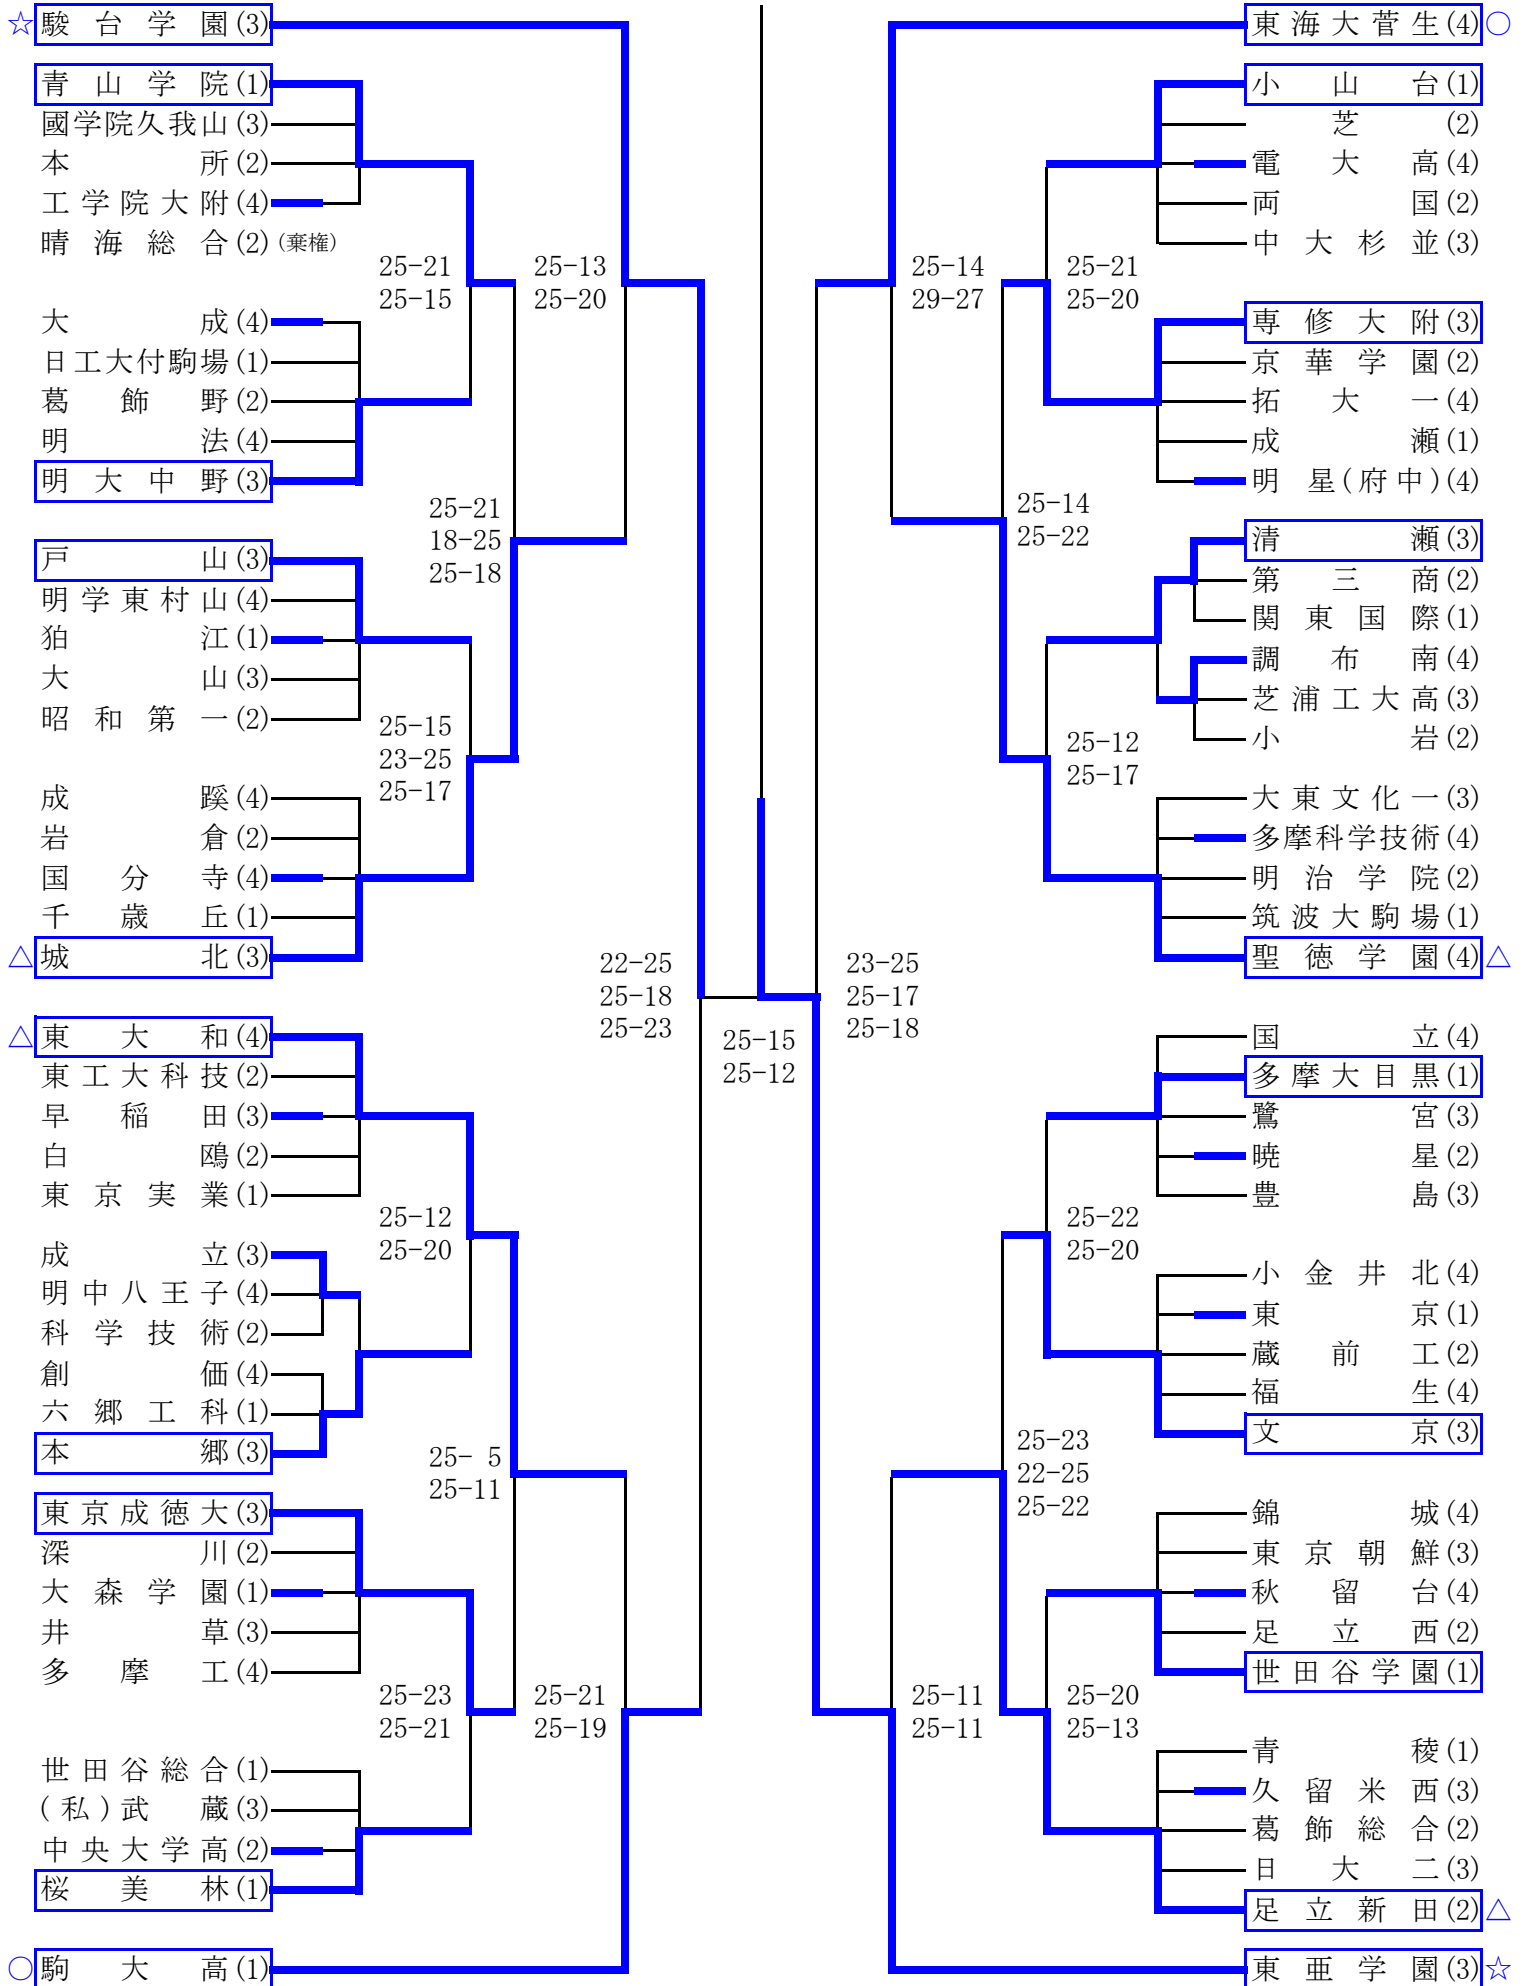 ☆駿台学園(3)
青山学院(1)
國学院久我山(3)
本所(2)
工学院大附(4)
晴海総合(2)(棄権)
大成(4)
日工大付駒場(1)
葛飾野(2)
明法(4)
明大中野(3)
戸山(3)
明学東村山(4)
狛江(1)
大山(3)
昭和第一(2)
成蹊(4)
岩倉(2)
国分寺(4)
千歳丘(1)
△城北(3)
△東大和(4)
東工大科技(2)
早稲田(3)
白鴎(2)
東京実業(1)
成立(3)
明中八王子(4)
科学技術(2)
創価(4)
六郷工科(1)
本郷(3)
東京成徳大(3)
深川(2)
大森学園(1)
井草(3)
多摩工(4)
世田谷総合(1)
(私)武蔵(3)
中央大学高(2)
桜美林(1)
○駒大高(1)
25-21
25-15
25-13
25-20
25-21
18-25
25-18
25-15
23-25
25-17
22-25
25-18
25-23
25-12
25-20
25- 5
25-11
25-23
25-21
25-21
25-19
25-15
25-12
23-25
25-17
25-18
25-14
29-27
25-21
25-20
25-14
25-22
25-12
25-17
25-22
25-20
25-23
22-25
25-22
25-11
25-11
25-20
25-13
東海大菅生(4)○
小山台(1)
芝(2)
電大高(4)
両国(2)
中大杉並(3)
専修大附(3)
京華学園(2)
拓大一(4)
成瀬(1)
明星(府中)(4)
清瀬(3)
第三商(2)
関東国際(1)
調布南(4)
芝浦工大高(3)
小岩(2)
大東文化一(3)
多摩科学技術(4)
明治学院(2)
筑波大駒場(1)
聖徳学園(4)△
国立(4)
多摩大目黒(1)
鷺宮(3)
暁星(2)
豊島(3)
小金井北(4)
東京(1)
蔵前工(2)
福生(4)
文京(3)
錦城(4)
東京朝鮮(3)
秋留台(4)
足立西(2)
世田谷学園(1)
青稜(1)
久留米西(3)
葛飾総合(2)
日大二(3)
足立新田(2)△
東亜学園(3)☆